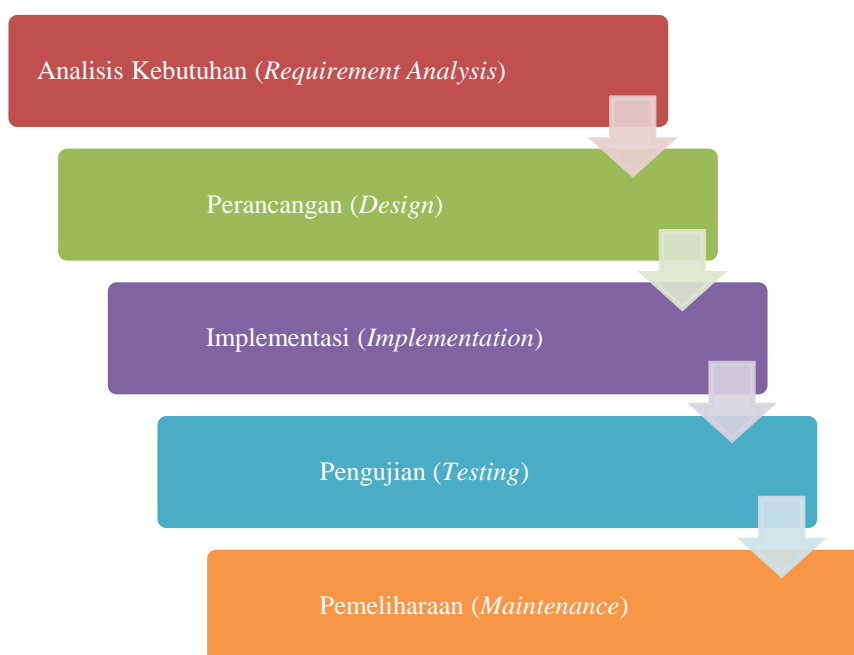 Analisis Kebutuhan (Requirement Analysis)
Perancangan (Design)
Implementasi (Implementation)
Pengujian (Testing)
Pemeliharaan (Maintenance)